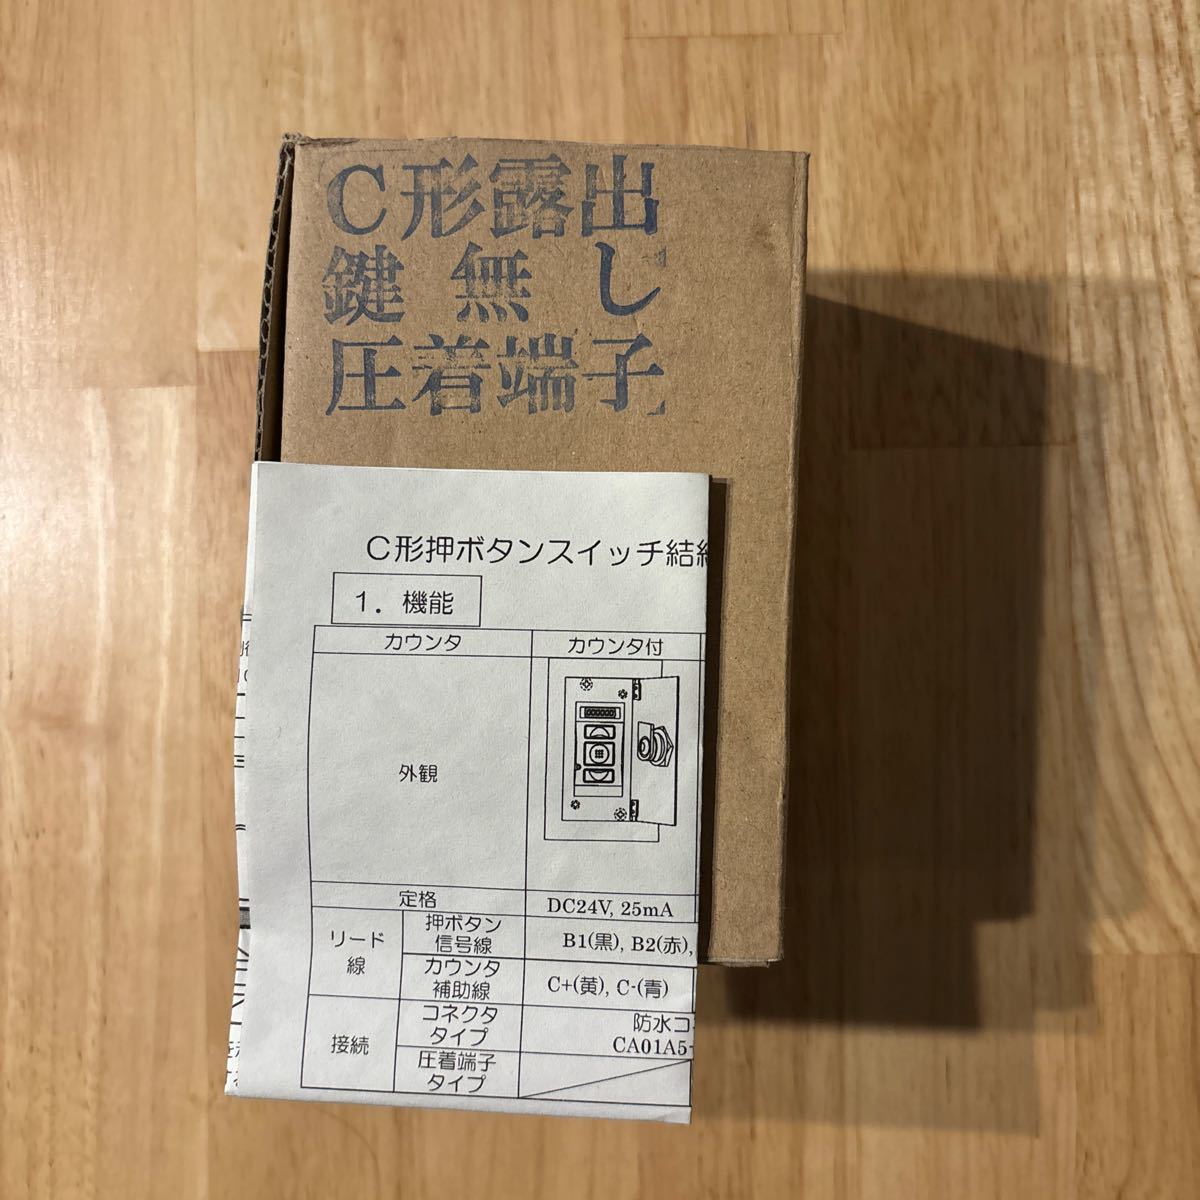 C形露出
鍵無し
圧着端子
C形押ボタンスイッチ結
1．機能
カウンタ
カウンタ付
外観
定格
DC24V, 25mA
リード線
押ボタン信号線
B1(黒), B2(赤),
カウンタ補助線
C+(黄), C-(青)
接続
コネクタタイプ
防水コ
CA01A5-
圧着端子タイプ